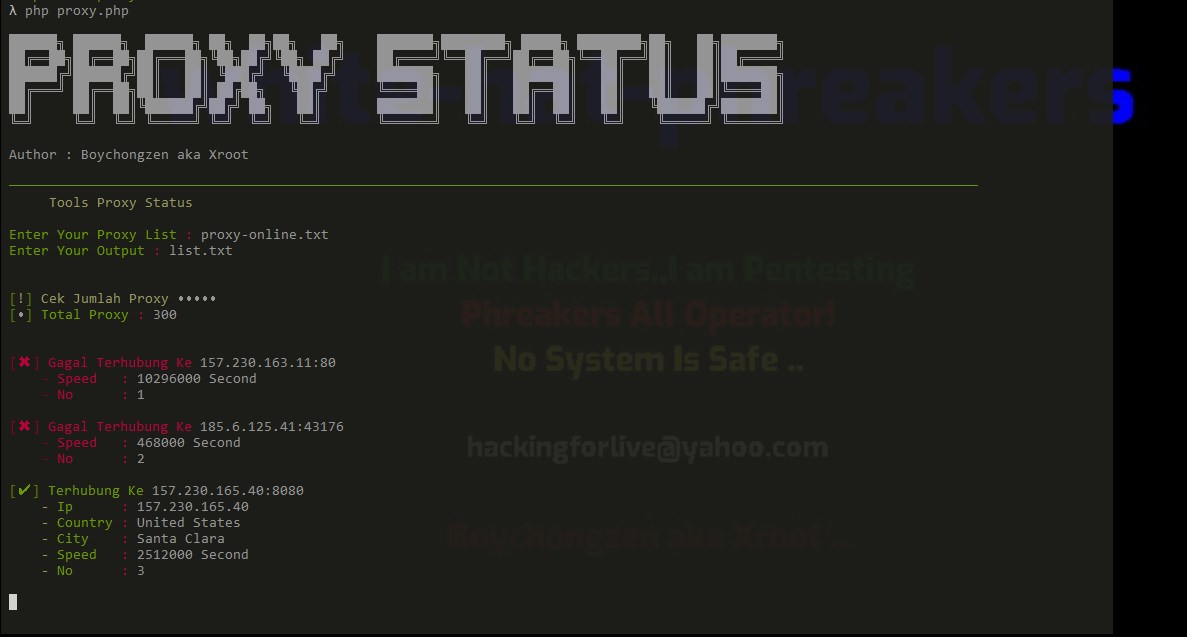 λ php proxy.php
PROXY STATUS
Author : Boychongzen aka Xroot
Tools Proxy Status
Enter Your Proxy List : proxy-online.txt
Enter Your Output : list.txt
[!] Cek Jumlah Proxy •••••
[•] Total Proxy : 300
[✖] Gagal Terhubung Ke 157.230.163.11:80
- Speed : 10296000 Second
- No : 1
[✖] Gagal Terhubung Ke 185.6.125.41:43176
- Speed : 468000 Second
- No : 2
[✔] Terhubung Ke 157.230.165.40:8080
- Ip : 157.230.165.40
- Country : United States
- City : Santa Clara
- Speed : 2512000 Second
- No : 3
I am Not Hackers..I am Pentesting
Phreakers All Operator!
No System Is Safe ..
hackingforlive@yahoo.com
Boychongzen aka Xroot ..